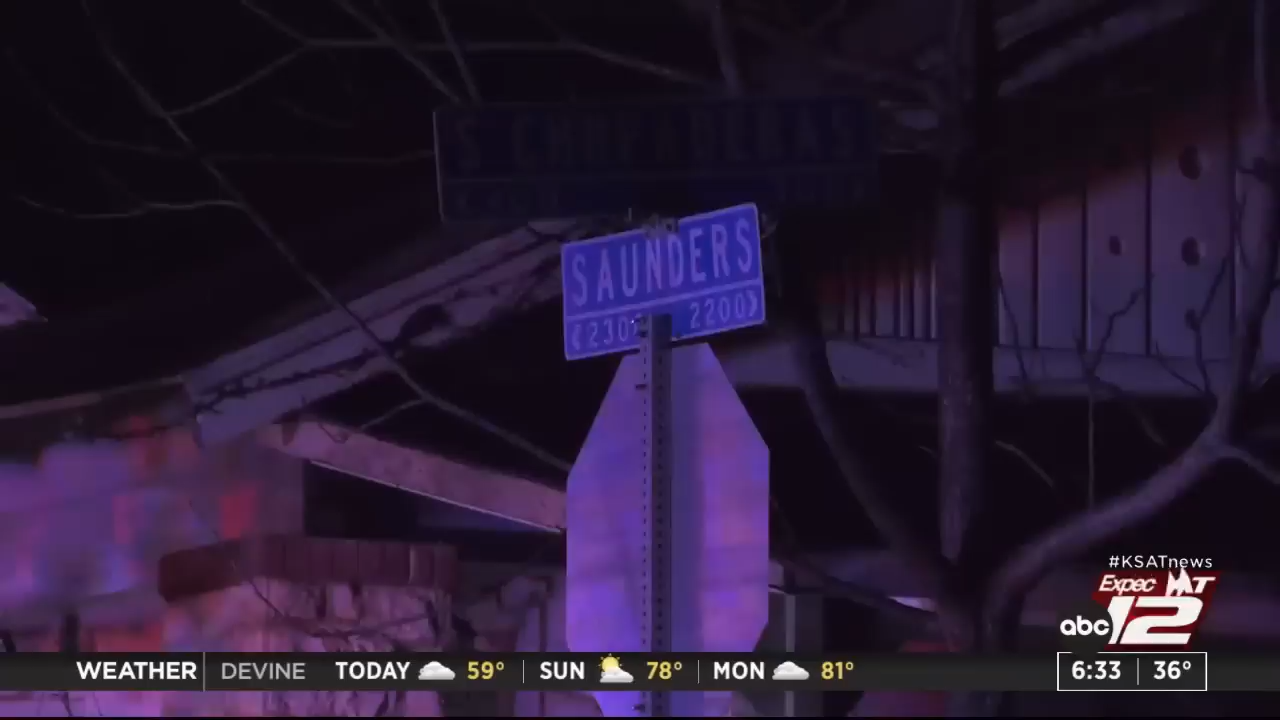 SAUNDERS
2200
#KSATnews
abc 12
WEATHER DEVINE TODAY 59° SUN 78° MON 81°
6:33 36°